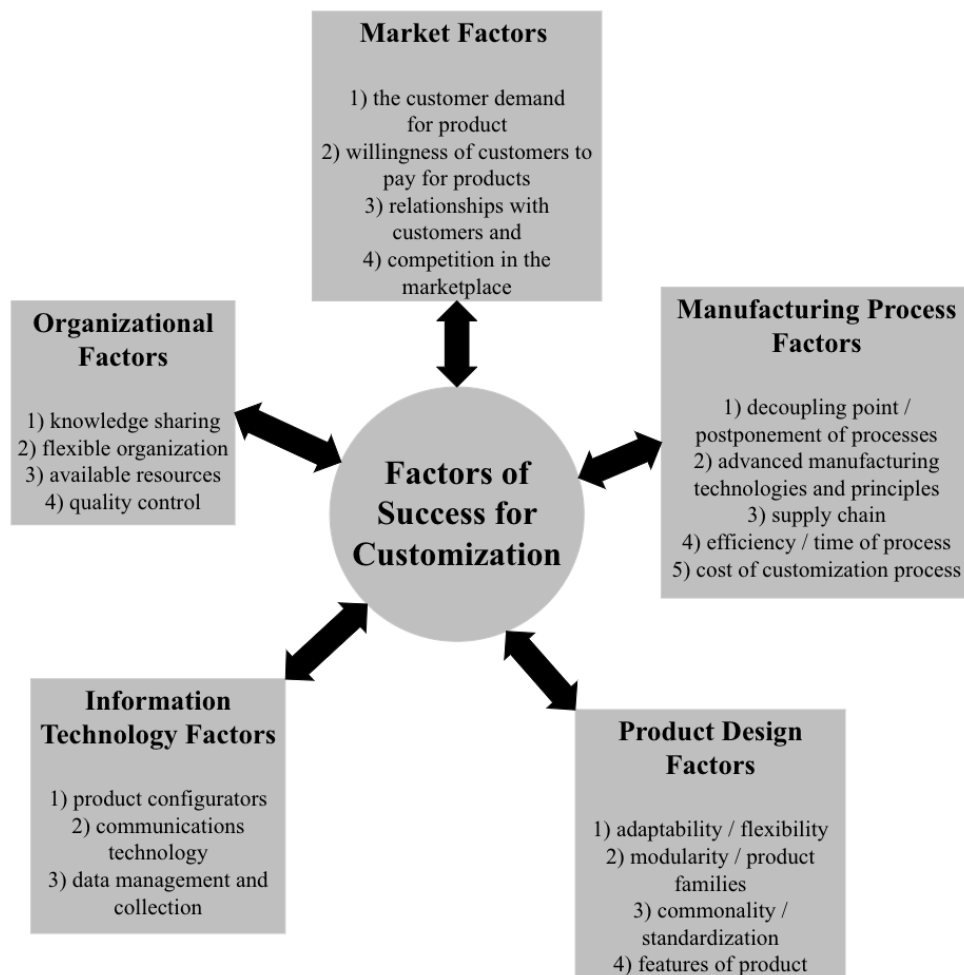 Market Factors
1) the customer demand
for product
2) willingness of customers to
pay for products
3) relationships with
customers and
4) competition in the
marketplace
Organizational
Factors
1) knowledge sharing
2) flexible organization
3) available resources
4) quality control
Manufacturing Process
Factors
1) decoupling point /
postponement of processes
2) advanced manufacturing
technologies and principles
3) supply chain
4) efficiency / time of process
5) cost of customization process
Factors of
Success for
Customization
Information
Technology Factors
1) product configurators
2) communications
technology
3) data management and
collection
Product Design
Factors
1) adaptability / flexibility
2) modularity / product
families
3) commonality /
standardization
4) features of product